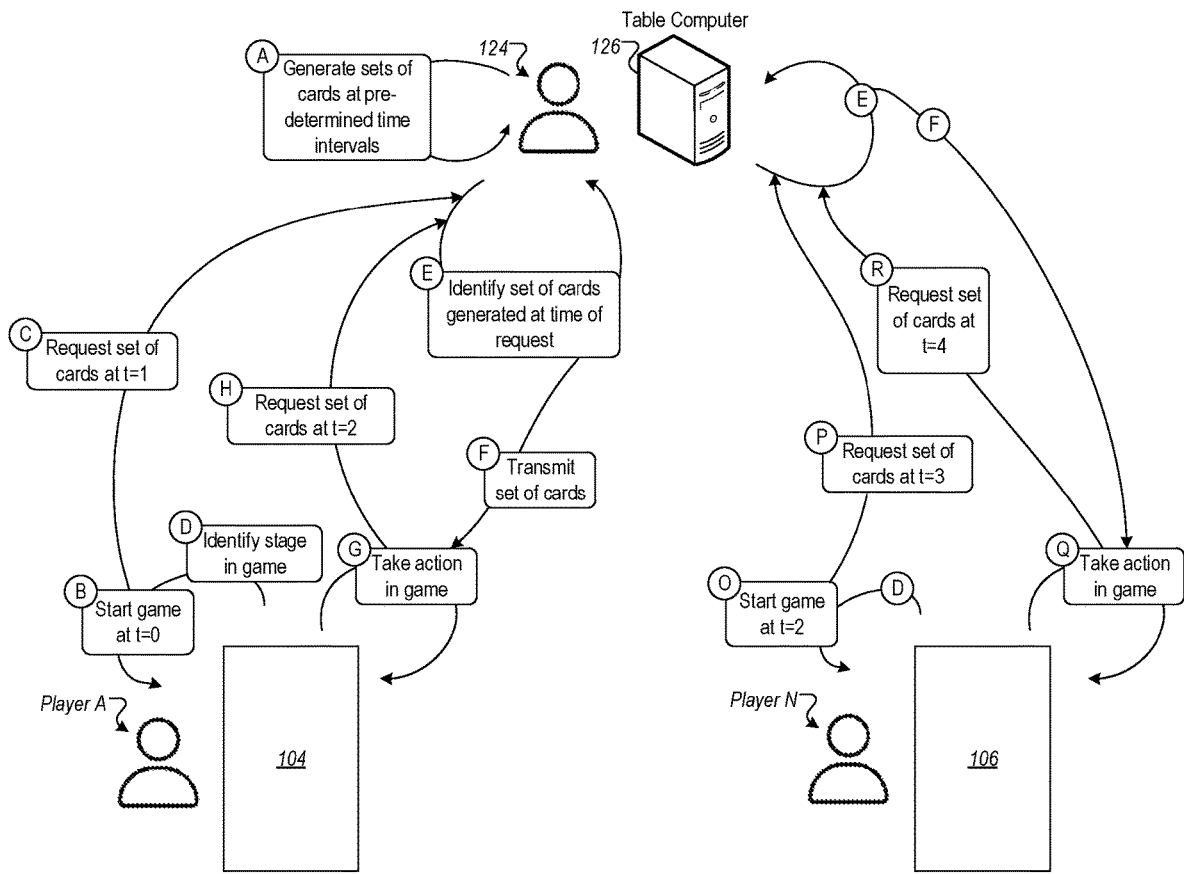 Table Computer
124
126
A
Generate sets of
cards at pre-
determined time
intervals
E
F
C
Request set of
cards at t=1
H
Request set of
cards at t=2
E
Identify set of cards
generated at time of
request
F
Transmit
set of cards
R
Request set
of cards at
t=4
P
Request set of
cards at t=3
D
Identify stage
in game
B
Start game
at t=0
G
Take action
in game
O
Start game
at t=2
D
Q
Take action
in game
Player A
104
Player N
106